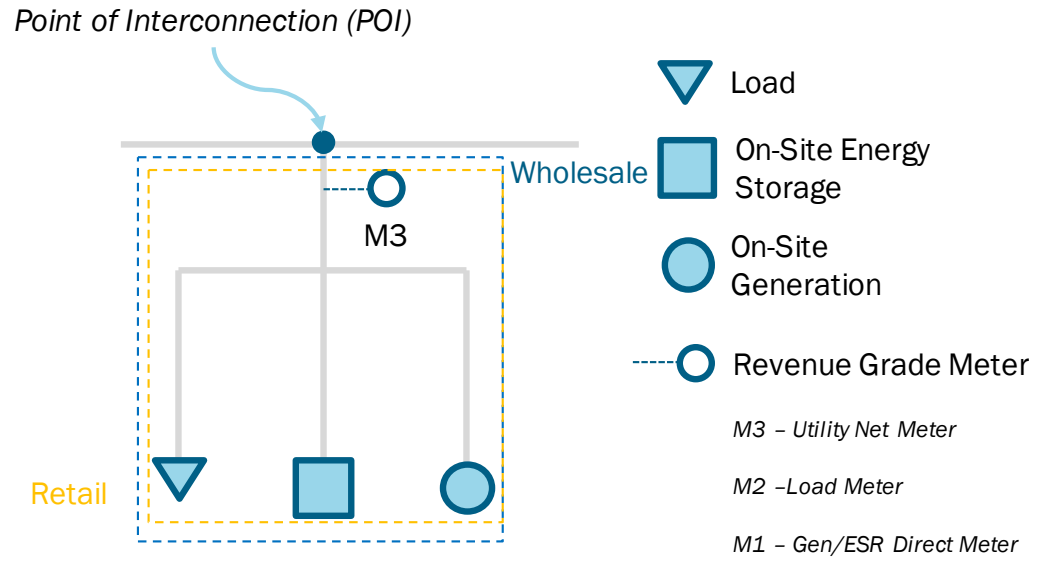 Point of Interconnection (POI)
Wholesale
M3
Retail
Load
On-Site Energy
Storage
On-Site
Generation
Revenue Grade Meter
M3 – Utility Net Meter
M2 –Load Meter
M1 – Gen/ESR Direct Meter